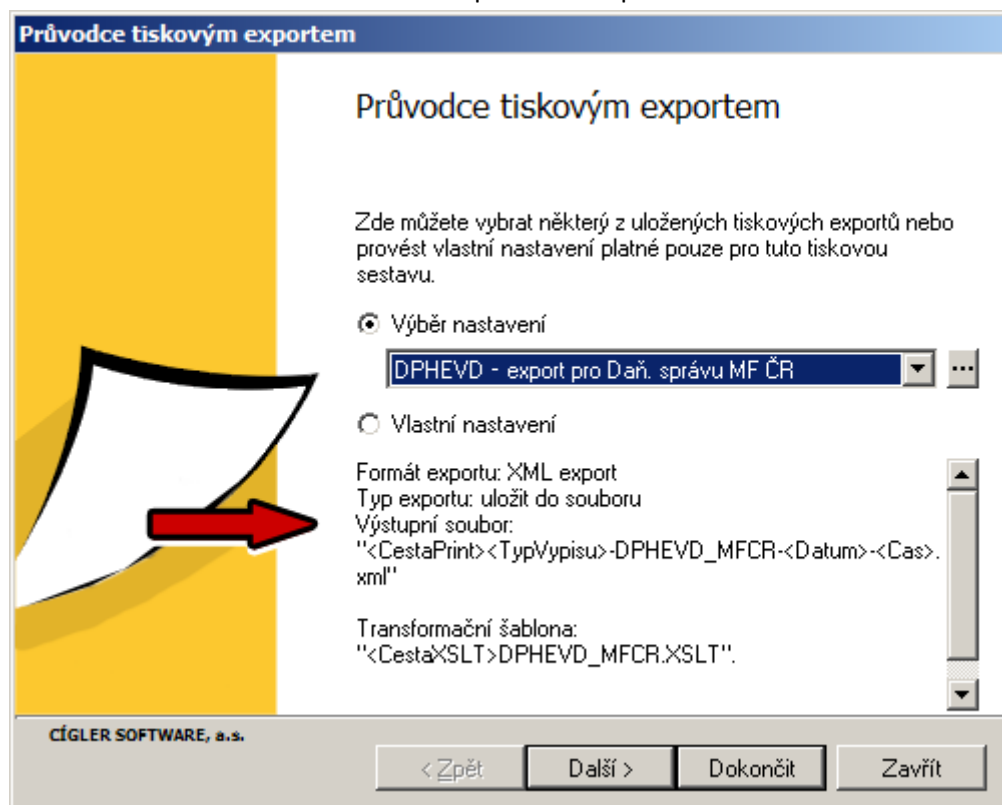 Průvodce tiskovým exportem
Průvodce tiskovým exportem
Zde můžete vybrat některý z uložených tiskových exportů nebo
provést vlastní nastavení platné pouze pro tuto tiskovou
sestavu.
Výběr nastavení
DPHEVD - export pro Daň. správu MF ČR
...
Vlastní nastavení
Formát exportu: XML export
Typ exportu: uložit do souboru
Výstupní soubor:
"<CestaPrint><TypVypisu>-DPHEVD_MFCR-<Datum>-<Cas>.
xml"
Transformační šablona:
"<CestaXSLT>DPHEVD_MFCR.XSLT".
CÍGLER SOFTWARE, a.s.
< Zpět
Další >
Dokončit
Zavřít